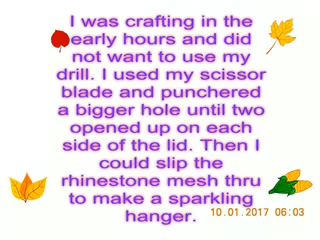 I was crafting in the
early hours and did
not want to use my
drill. I used my scissor
blade and punchered
a bigger hole until two
opened up on each
side of the lid. Then I
could slip the
rhinestone mesh thru
to make a sparkling
hanger.
10.01.2017 06:03